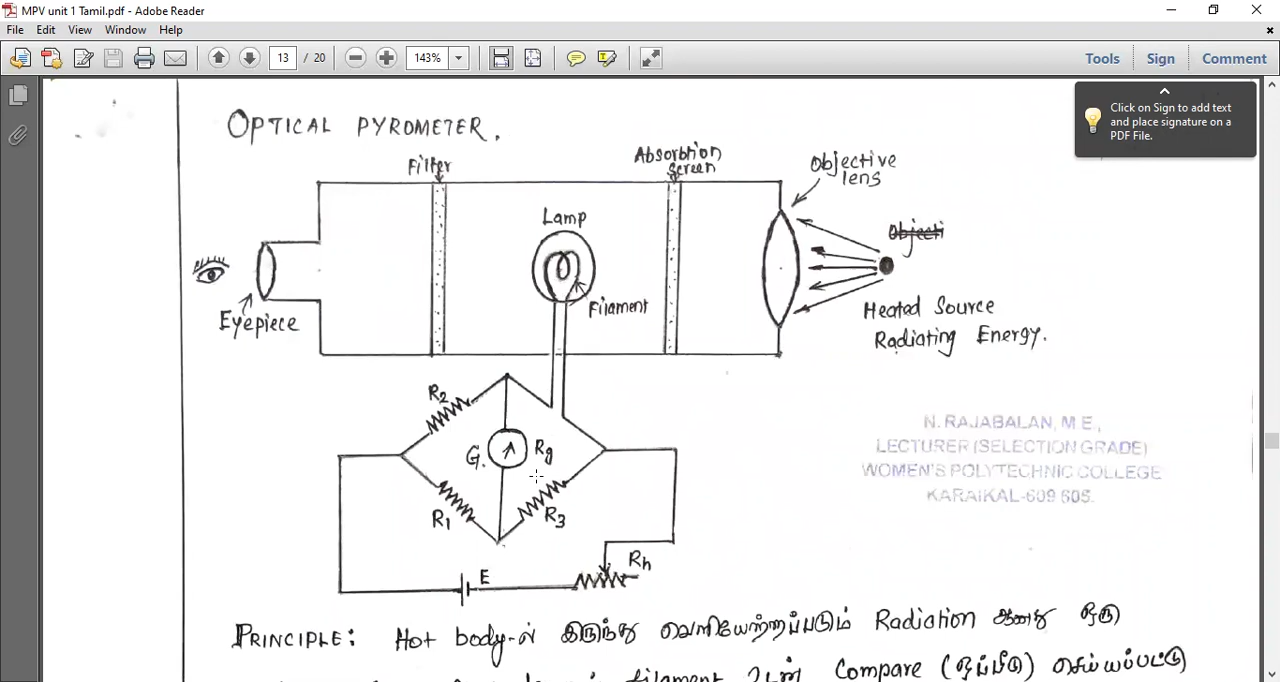 MPV unit 1 Tamil.pdf - Adobe Reader
File Edit View Window Help
13 / 20 143% Tools Sign Comment
Click on Sign to add text
and place signature on a
PDF File.
OPTICAL PYROMETER.
Filter
Absorbtion
screen
Objective
lens
Lamp
Filament
Eyepiece
Heated Source
Radiating Energy.
R2
G.
Rg
R1
R3
E
Rh
N. RAJABALAN, M E.,
LECTURER (SELECTION GRADE)
WOMEN'S POLYTECHNIC COLLEGE
KARAIKAL-609 605.
PRINCIPLE: Hot body-ல் இருந்து வெளியேற்றப்படும் Radiation ஆனது ஒரு
filament உடன் Compare (ஒப்பீடு) செய்யப்பட்டு